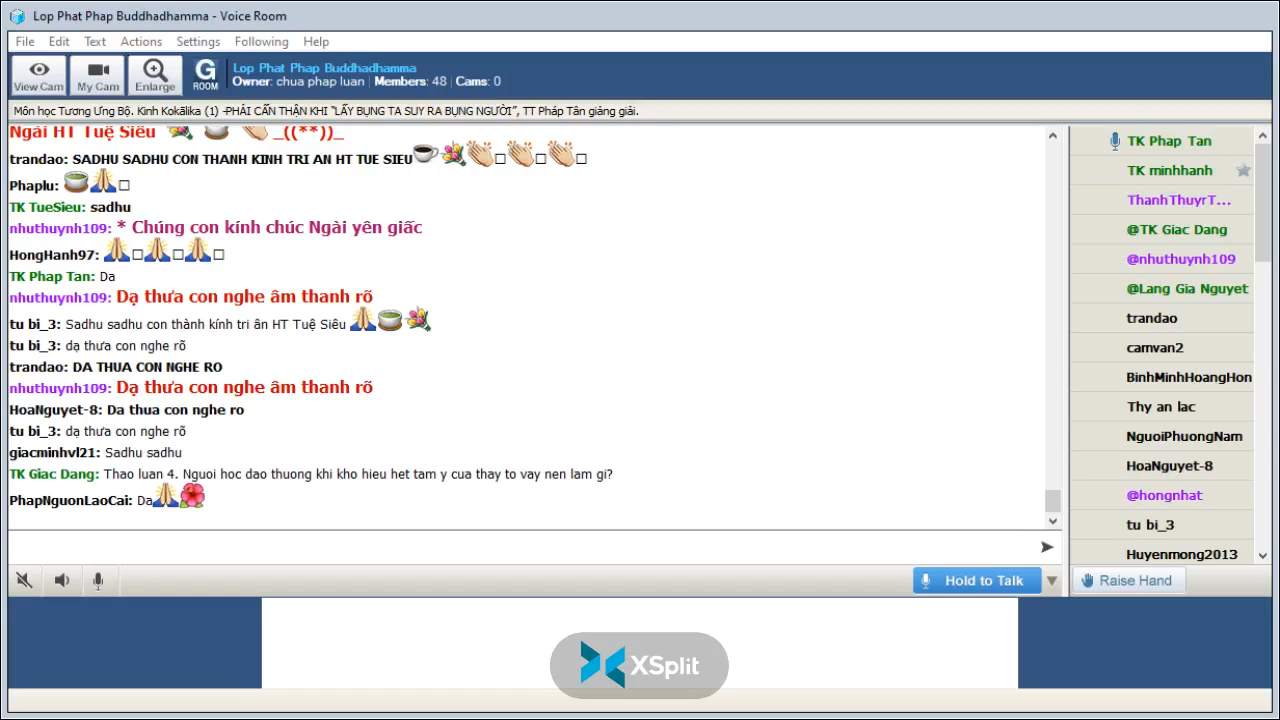 Lop Phat Phap Buddhadhamma - Voice Room
File Edit Text Actions Settings Following Help
View Cam My Cam Enlarge G ROOM
Lop Phat Phap Buddhadhamma
Owner: chua phap luan | Members: 48 | Cams: 0
Môn học Tương Ưng Bộ. Kinh Kokālika (1) -PHẢI CẨN THẬN KHI "LẤY BỤNG TA SUY RA BỤNG NGƯỜI", TT Pháp Tân giảng giải.
Ngài HT Tuệ Siêu _((**))_
trandao: SADHU SADHU CON THANH KINH TRI AN HT TUE SIEU
Phaplu:
TK TueSieu: sadhu
nhuthuynh109: * Chúng con kính chúc Ngài yên giấc
HongHanh97:
TK Phap Tan: Da
nhuthuynh109: Dạ thưa con nghe âm thanh rõ
tu bi_3: Sadhu sadhu con thành kính tri ân HT Tuệ Siêu
tu bi_3: dạ thưa con nghe rõ
trandao: DA THUA CON NGHE RO
nhuthuynh109: Dạ thưa con nghe âm thanh rõ
HoaNguyet-8: Da thua con nghe ro
tu bi_3: dạ thưa con nghe rõ
giacminhvl21: Sadhu sadhu
TK Giac Dang: Thao luan 4. Nguoi hoc dao thuong khi kho hieu het tam y cua thay to vay nen lam gi?
PhapNguonLaoCai: Da
TK Phap Tan
TK minhhanh
ThanhThuyrT...
@TK Giac Dang
@nhuthuynh109
@Lang Gia Nguyet
trandao
camvan2
BinhMinhHoangHon
Thy an lac
NguoiPhuongNam
HoaNguyet-8
@hongnhat
tu bi_3
Huyenmong2013
Hold to Talk
Raise Hand
XSplit